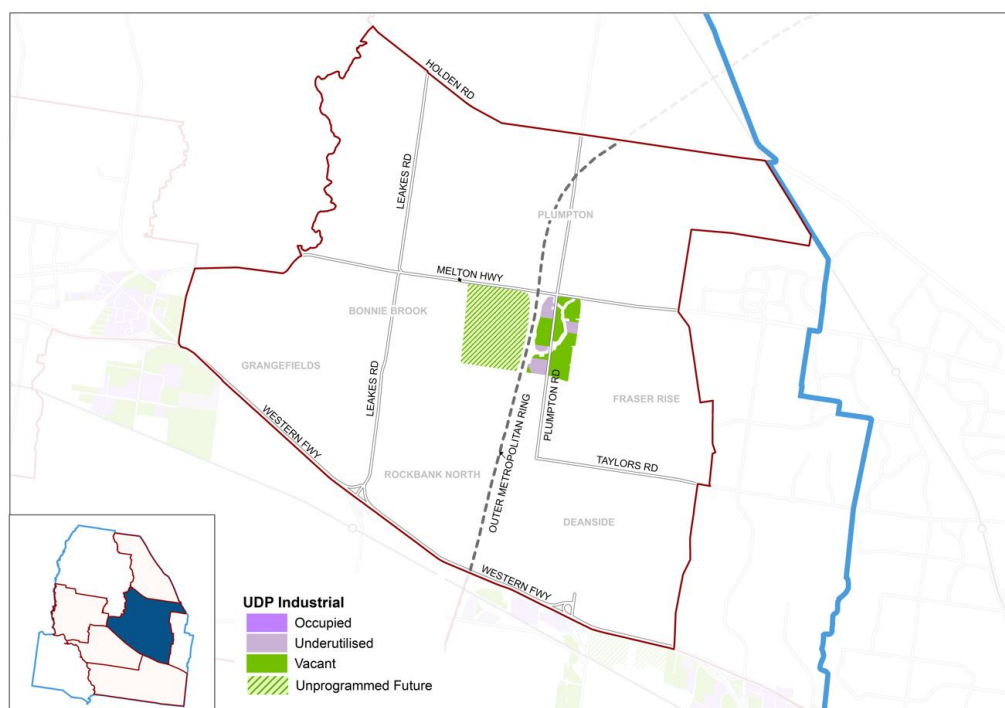 HOLDEN RD
LEAKES RD
PLUMPTON
MELTON HWY
BONNIE BROOK
GRANGEFIELDS
LEAKES RD
PLUMPTON RD
FRASER RISE
WESTERN FWY
OUTER METROPOLITAN RING
TAYLORS RD
ROCKBANK NORTH
DEANSIDE
WESTERN FWY
UDP Industrial
Occupied
Underutilised
Vacant
Unprogrammed Future